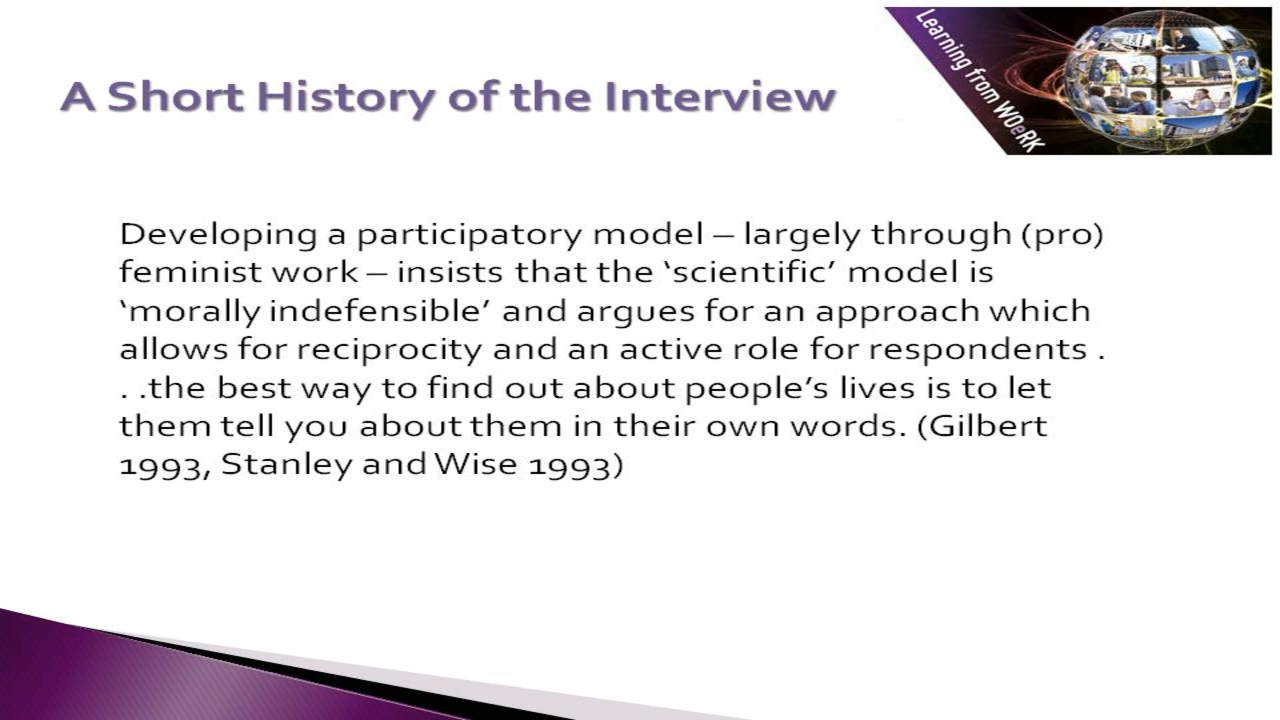 Learning from WOeRK
A Short History of the Interview
Developing a participatory model – largely through (pro)
feminist work – insists that the ‘scientific’ model is
‘morally indefensible’ and argues for an approach which
allows for reciprocity and an active role for respondents .
. .the best way to find out about people’s lives is to let
them tell you about them in their own words. (Gilbert
1993, Stanley and Wise 1993)